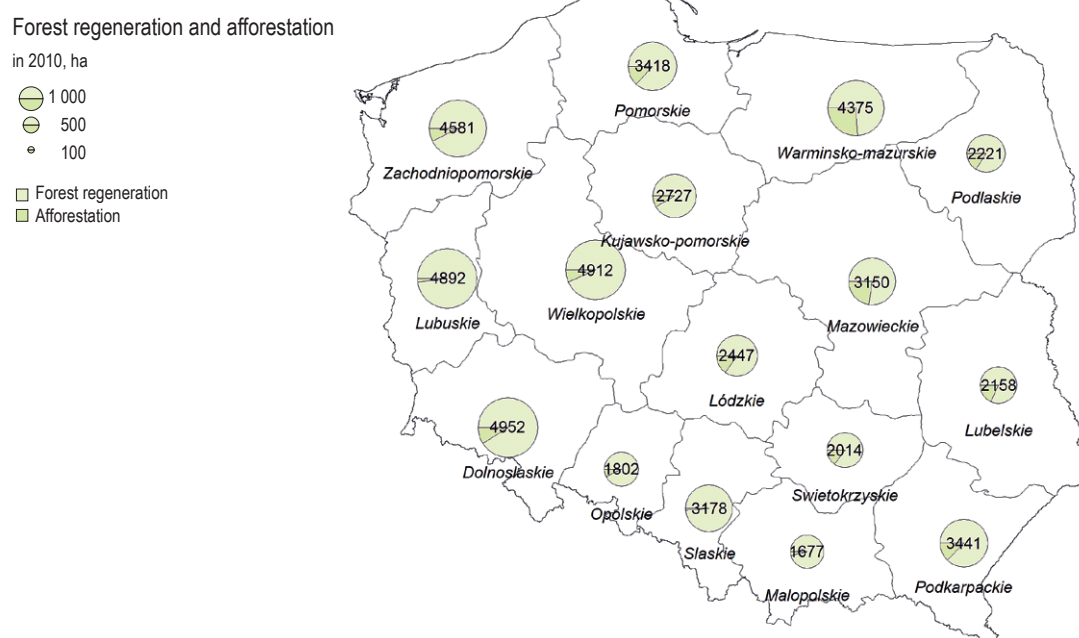 Forest regeneration and afforestation
in 2010, ha
1 000
500
100
Forest regeneration
Afforestation
3418
Pomorskie
4375
Warminsko-mazurskie
4581
Zachodniopomorskie
2221
Podlaskie
2727
Kujawsko-pomorskie
4892
Lubuskie
4912
Wielkopolskie
3150
Mazowieckie
2447
Lódzkie
2158
Lubelskie
4952
Dolnoslaskie
1802
Opolskie
2014
Swietokrzyskie
3178
Slaskie
1677
Malopolskie
3441
Podkarpackie